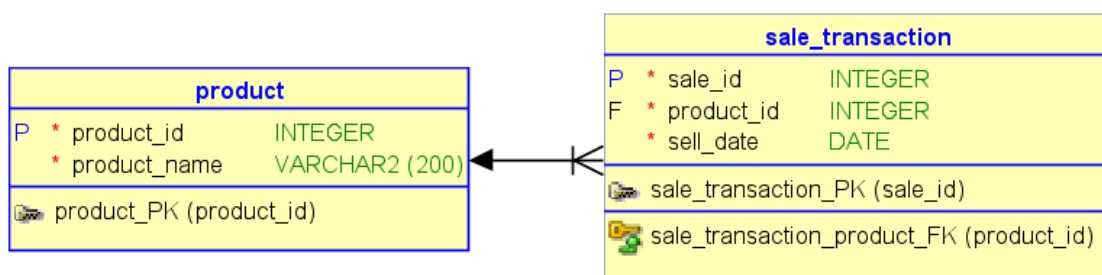 product
P * product_id INTEGER
* product_name VARCHAR2 (200)
product_PK (product_id)
sale_transaction
P * sale_id INTEGER
F * product_id INTEGER
* sell_date DATE
sale_transaction_PK (sale_id)
sale_transaction_product_FK (product_id)